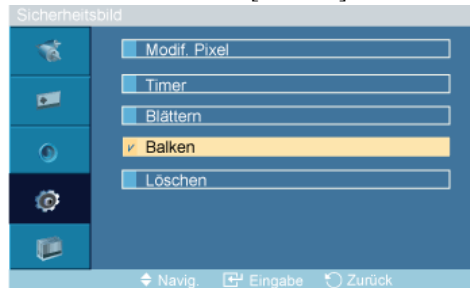 Sicherheitsbild
Modif. Pixel
Timer
Blättern
Balken
Löschen
Navig. Eingabe Zurück